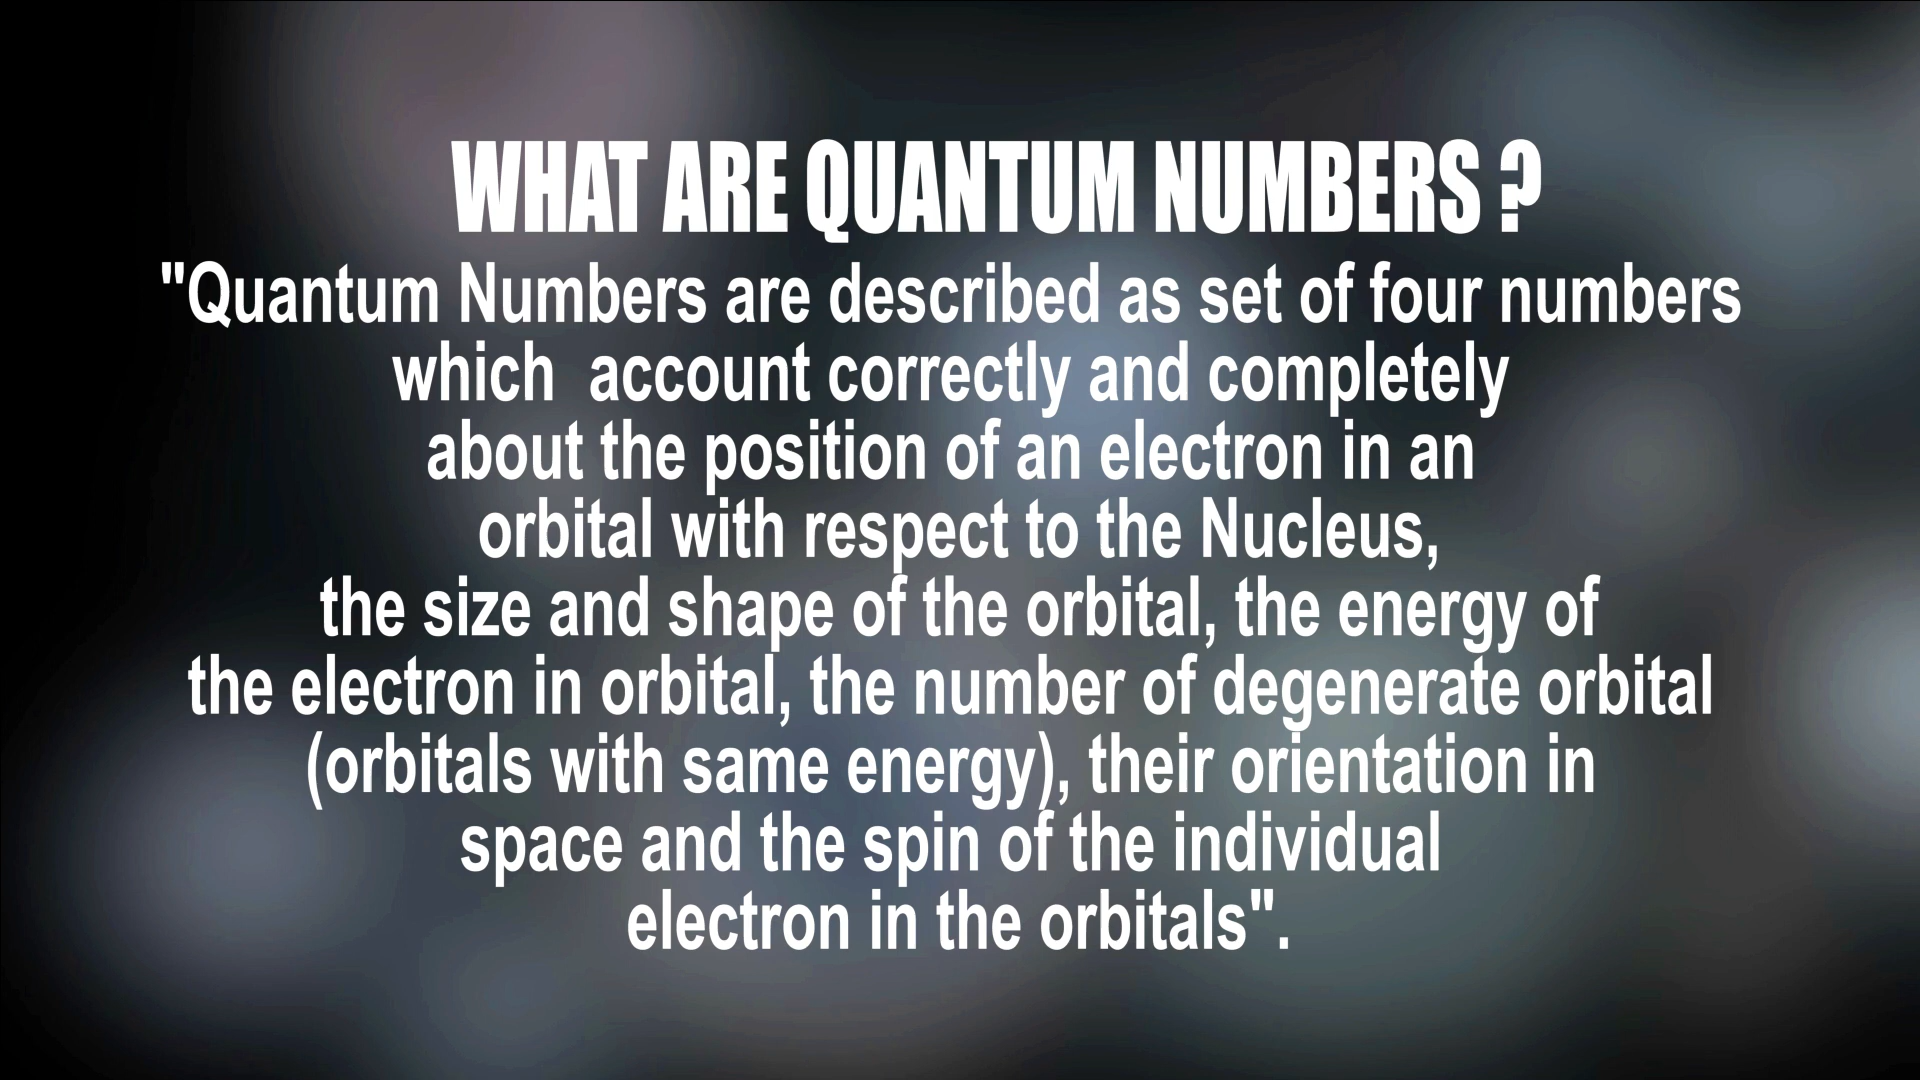 WHAT ARE QUANTUM NUMBERS ?
"Quantum Numbers are described as set of four numbers
which  account correctly and completely
about the position of an electron in an
orbital with respect to the Nucleus,
the size and shape of the orbital, the energy of
the electron in orbital, the number of degenerate orbital
(orbitals with same energy), their orientation in
space and the spin of the individual
electron in the orbitals".